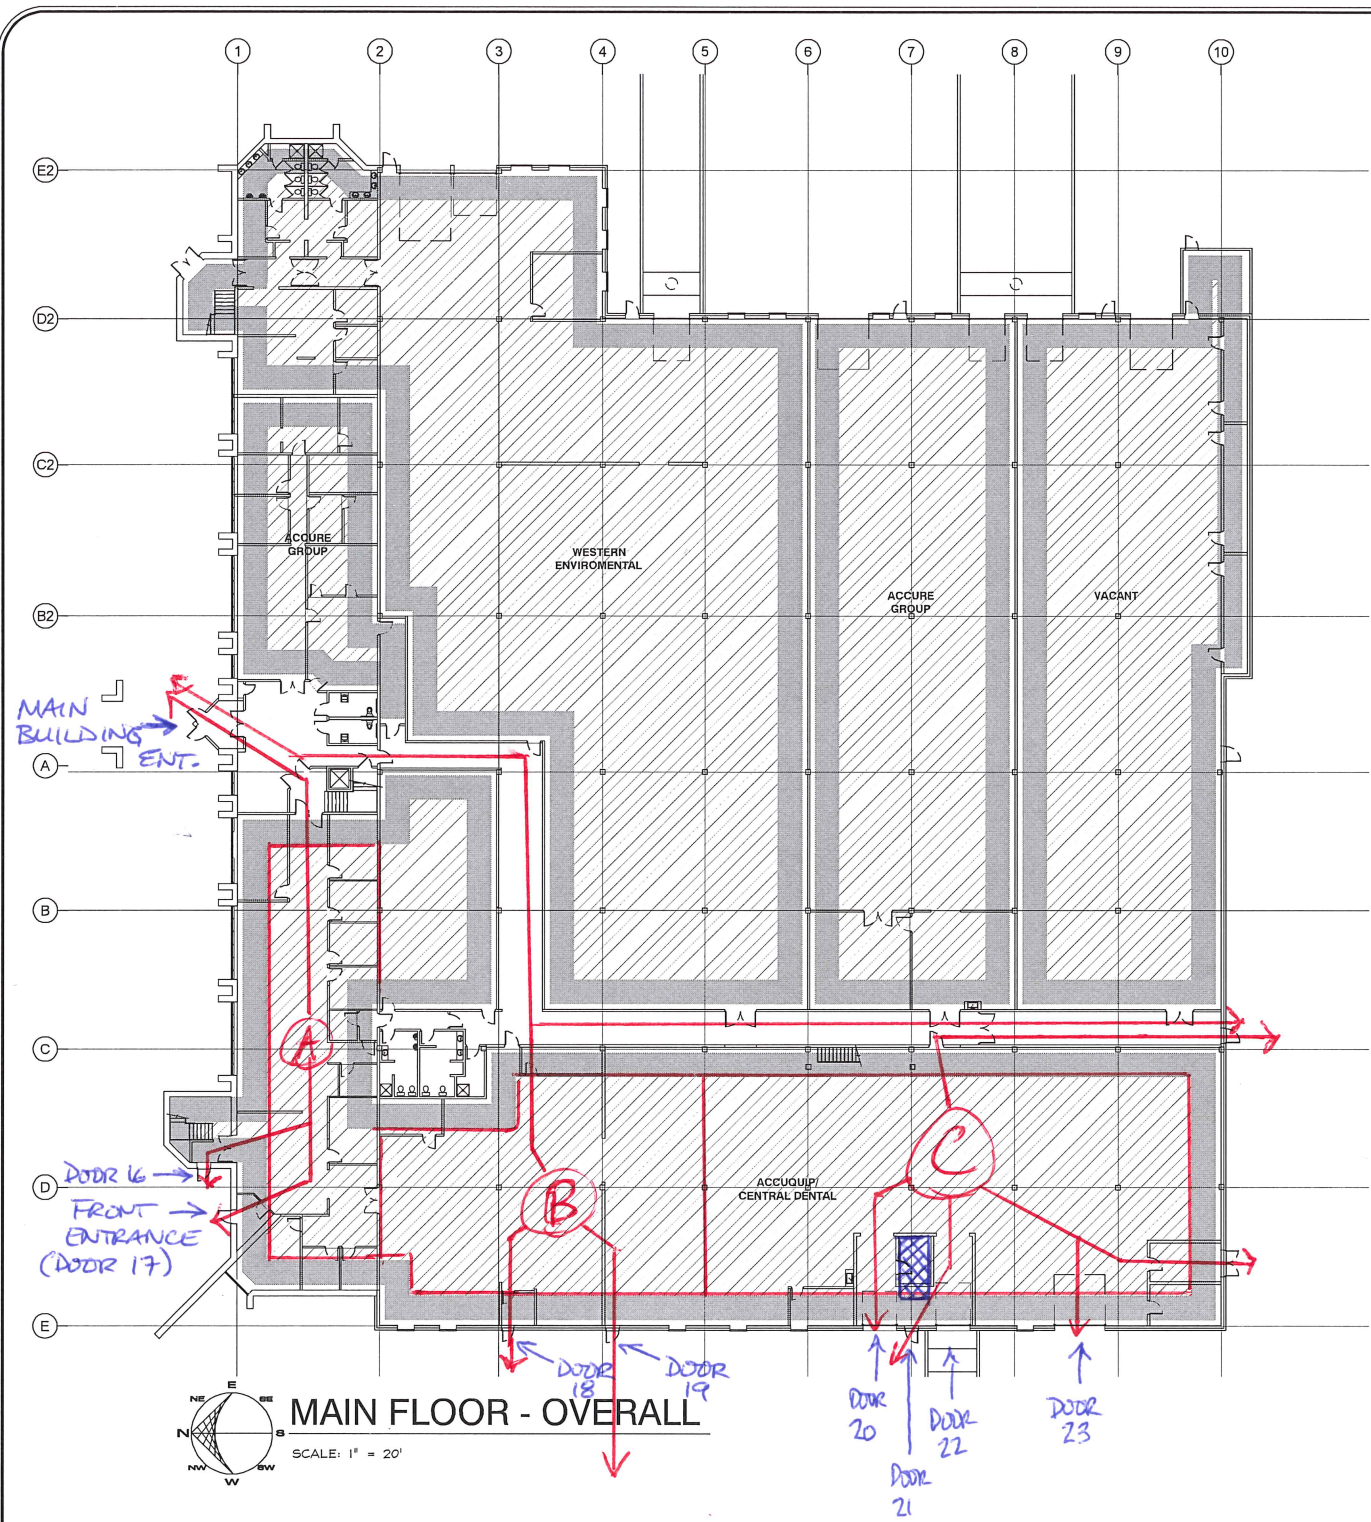 1 2 3 4 5 6 7 8 9 10
E2
D2
C2
ACCURE
GROUP
WESTERN
ENVIROMENTAL
ACCURE
GROUP
VACANT
B2
MAIN
BUILDING
ENT.
A
B
A
C
C
ACCUQUIP/
CENTRAL DENTAL
B
DOOR 16
D
FRONT
ENTRANCE
(DOOR 17)
E
DOOR
18
DOOR
19
DOOR
20
DOOR
21
DOOR
22
DOOR
23
E
NE
SE
N
S
NW
SW
W
MAIN FLOOR - OVERALL
SCALE: 1" = 20'